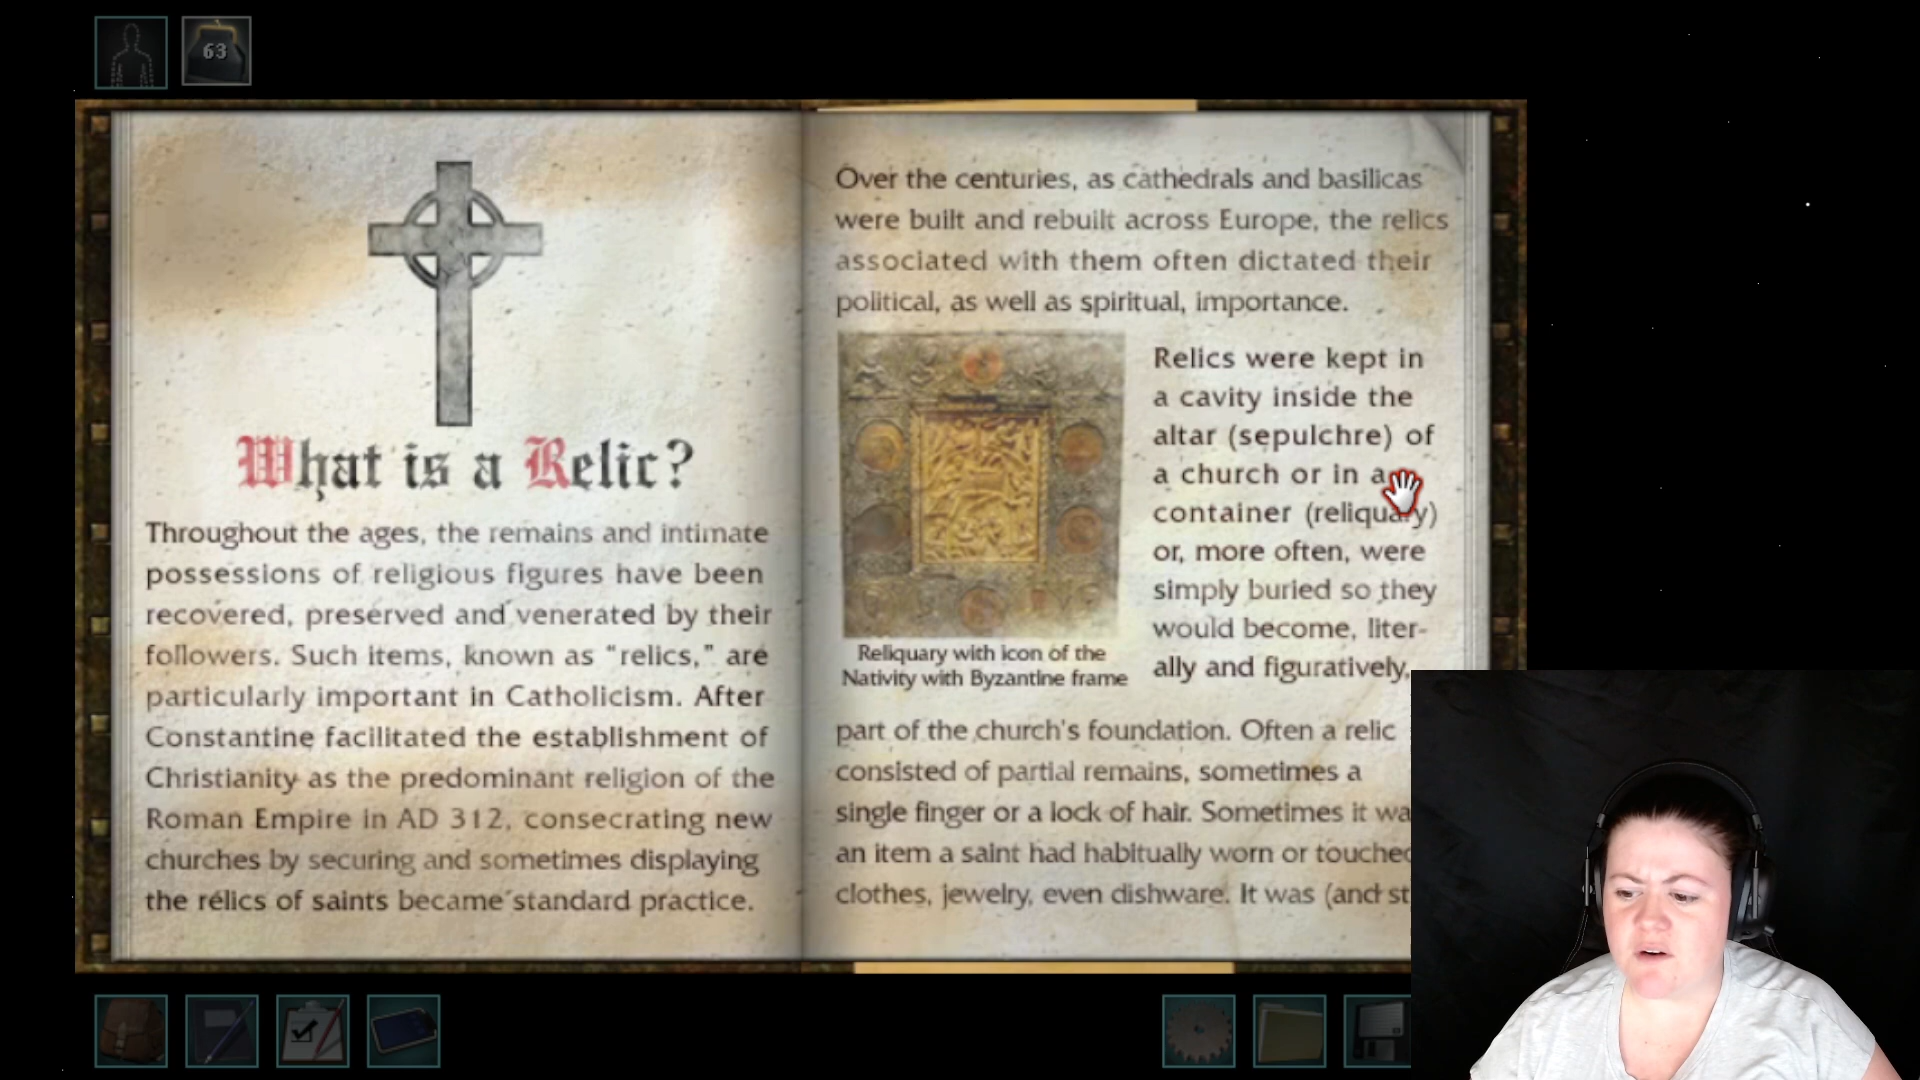 63
What is a Relic?
Throughout the ages, the remains and intimate
possessions of religious figures have been
recovered, preserved and venerated by their
followers. Such items, known as "relics," are
particularly important in Catholicism. After
Constantine facilitated the establishment of
Christianity as the predominant religion of the
Roman Empire in AD 312, consecrating new
churches by securing and sometimes displaying
the relics of saints became standard practice.
Over the centuries, as cathedrals and basilicas
were built and rebuilt across Europe, the relics
associated with them often dictated their
political, as well as spiritual, importance.
Relics were kept in
a cavity inside the
altar (sepulchre) of
a church or in a
container (reliquary)
or, more often, were
simply buried so they
would become, liter-
ally and figuratively,
Reliquary with icon of the
Nativity with Byzantine frame
part of the church's foundation. Often a relic
consisted of partial remains, sometimes a
single finger or a lock of hair. Sometimes it wa
an item a saint had habitually worn or touched
clothes, jewelry, even dishware. It was (and st